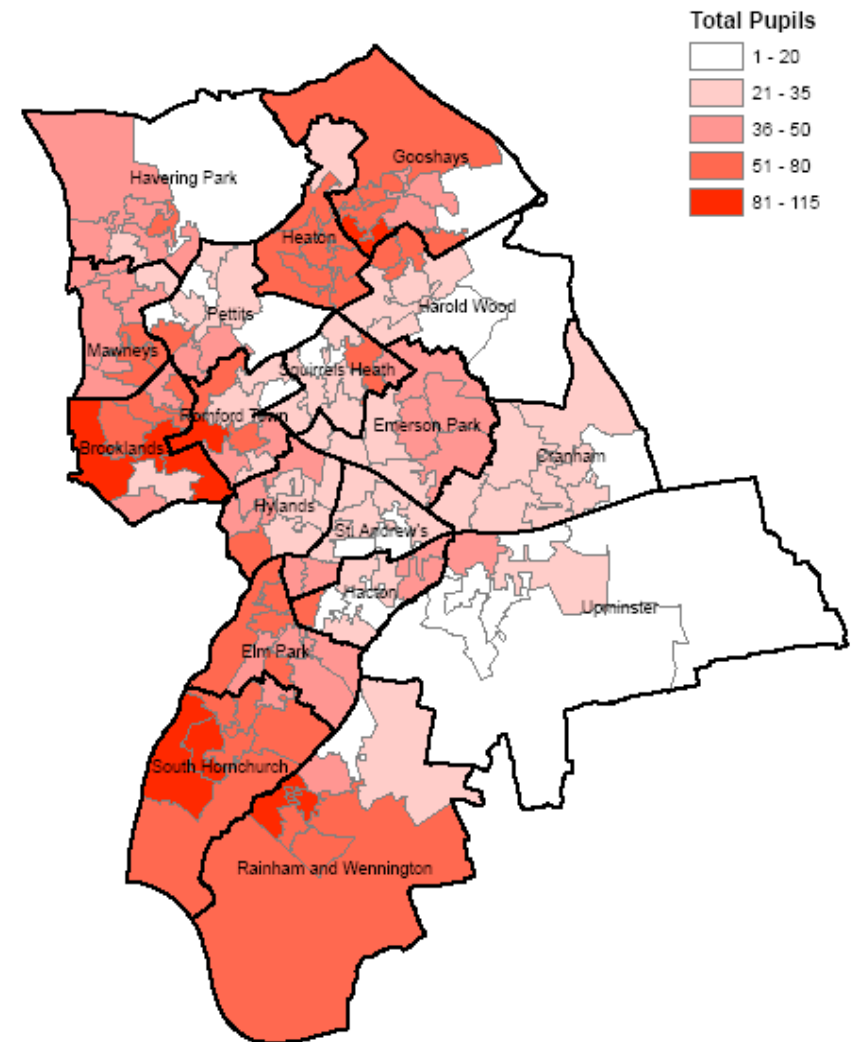 Total Pupils
1 - 20
21 - 35
36 - 50
51 - 80
81 - 115
Gooshays
Havering Park
Heaton
Harold Wood
Pettits
Mawneys
Squirrels Heath
Romford Town
Emerson Park
Brooklands
Cranham
Hylands
St Andrew's
Hacton
Upminster
Elm Park
South Hornchurch
Rainham and Wennington